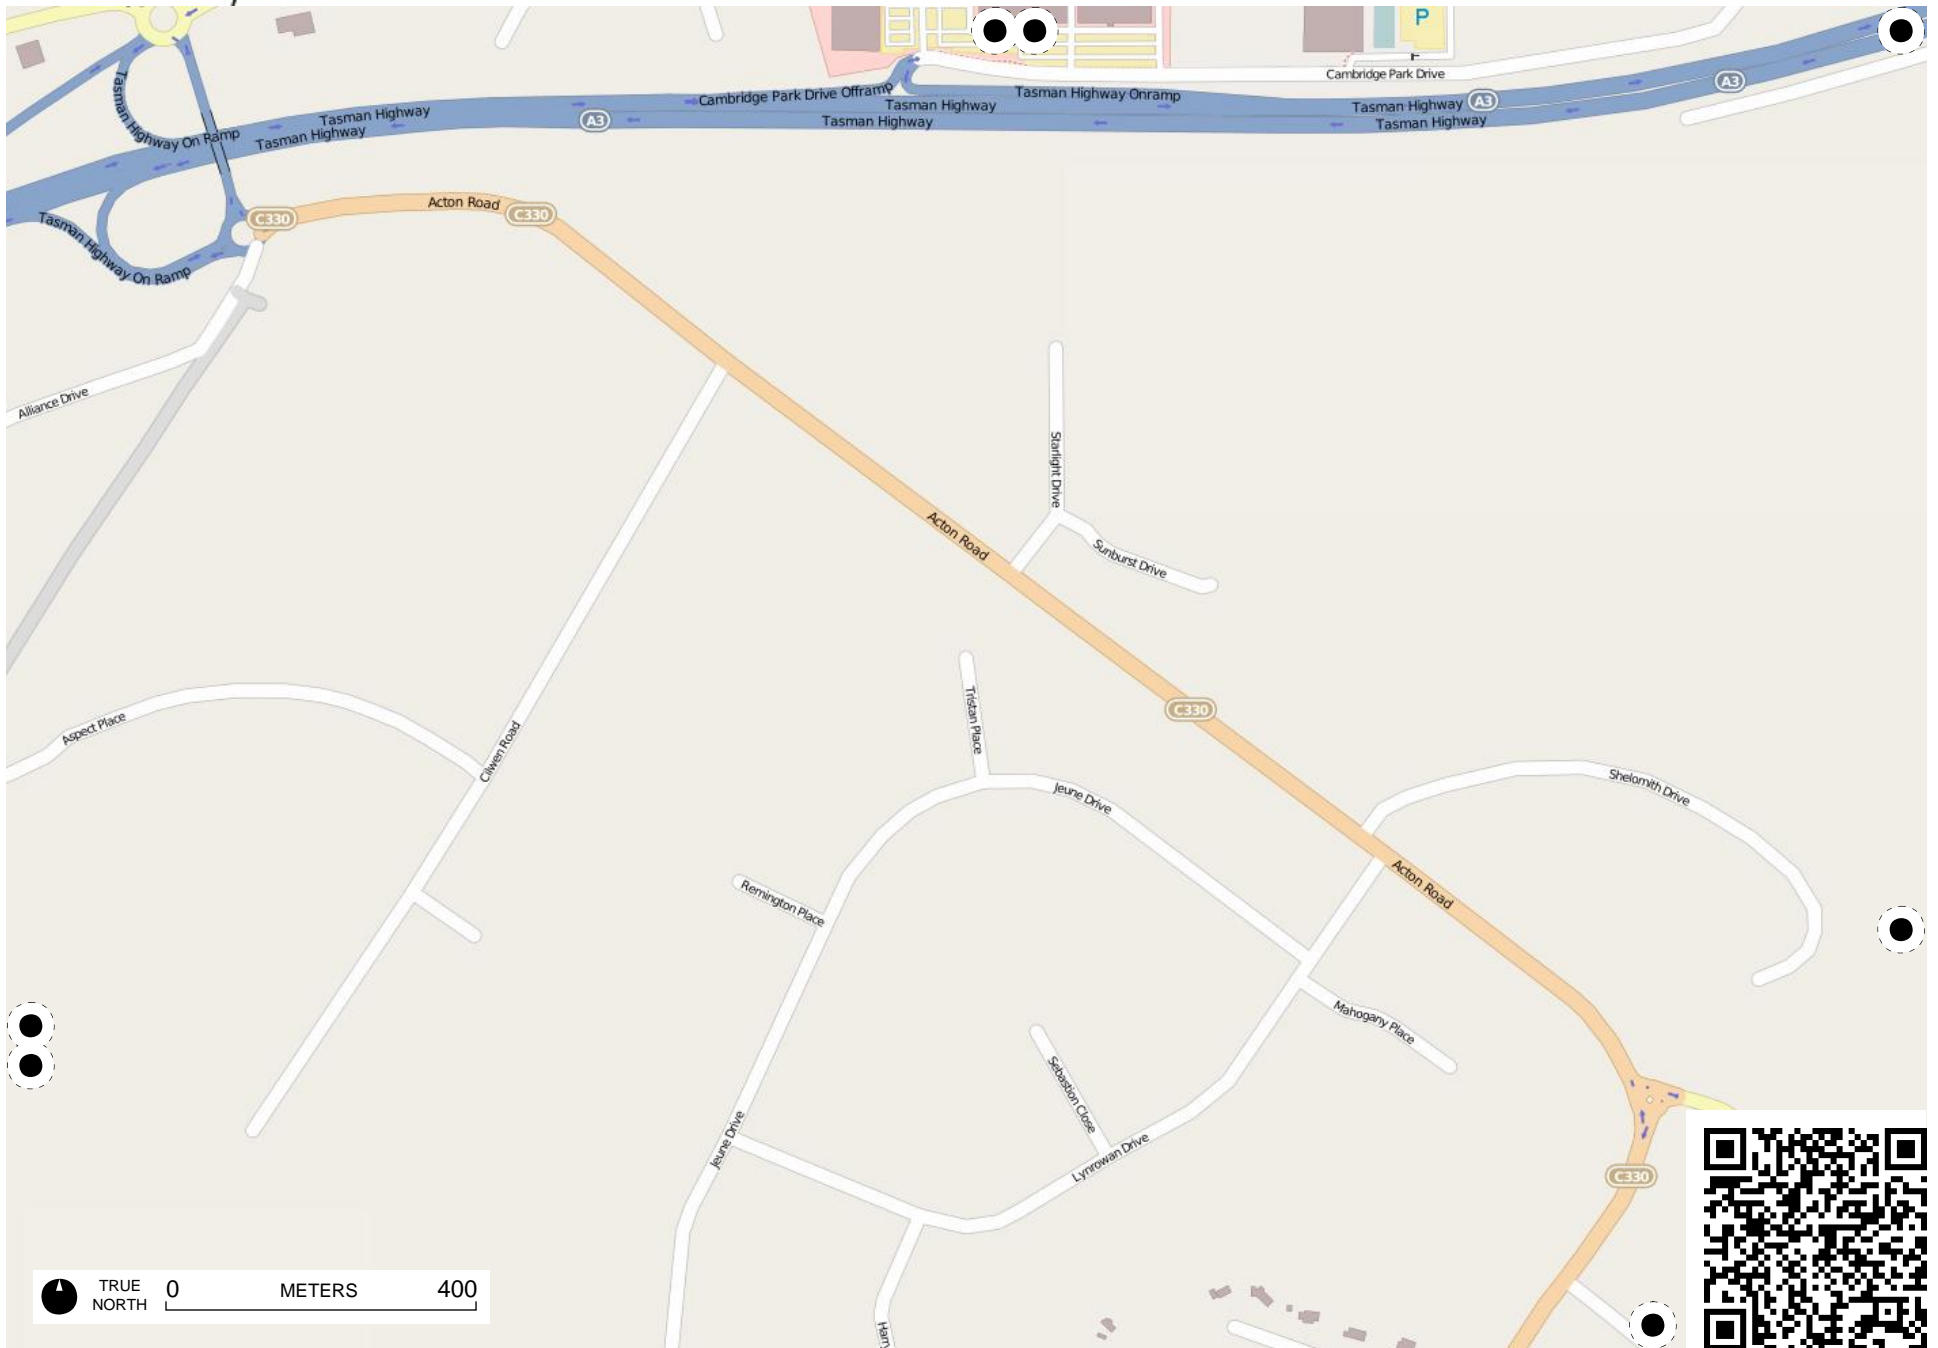 P
Cambridge Park Drive
A3
A3
Cambridge Park Drive Offramp
Tasman Highway Onramp
Tasman Highway
Tasman Highway
Tasman Highway
A3
Tasman Highway
Tasman Highway
Tasman Highway On Ramp
Tasman Highway
Tasman Highway
Acton Road
C330
C330
Tasman Highway On Ramp
Alliance Drive
Starlight Drive
Acton Road
Sunburst Drive
C330
Tristan Place
Aspect Place
Cilwen Road
Jeune Drive
Shelomith Drive
Acton Road
Remington Place
Mahogany Place
Sebastion Close
Jeune Drive
Lynrowan Drive
C330
TRUE
NORTH
0 METERS 400